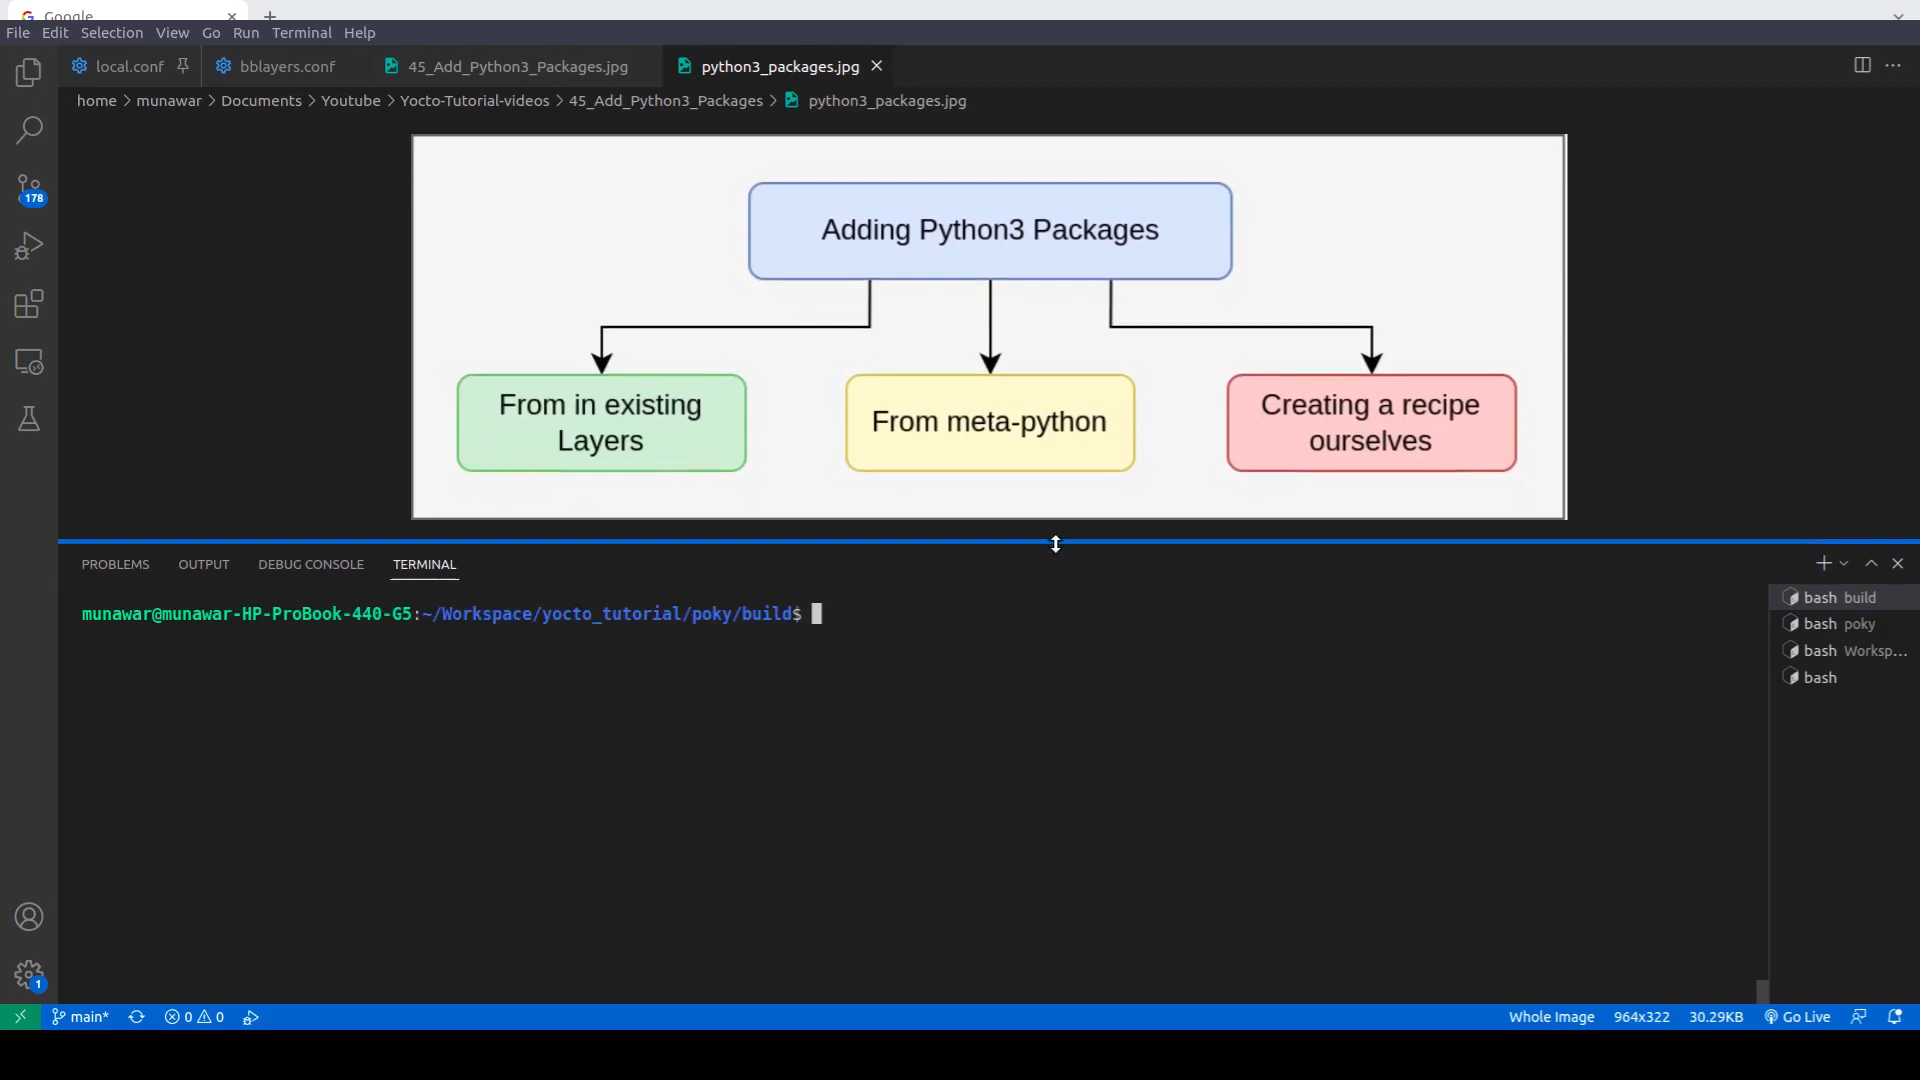 Google
File Edit Selection View Go Run Terminal Help
local.conf bblayers.conf 45_Add_Python3_Packages.jpg python3_packages.jpg
178
home > munawar > Documents > Youtube > Yocto-Tutorial-videos > 45_Add_Python3_Packages > python3_packages.jpg
Adding Python3 Packages
From in existing
Layers
From meta-python
Creating a recipe
ourselves
PROBLEMS OUTPUT DEBUG CONSOLE TERMINAL
munawar@munawar-HP-ProBook-440-G5:~/Workspace/yocto_tutorial/poky/build$
bash build
bash poky
bash Worksp...
bash
1
main* 0 0 Whole Image 964x322 30.29KB Go Live